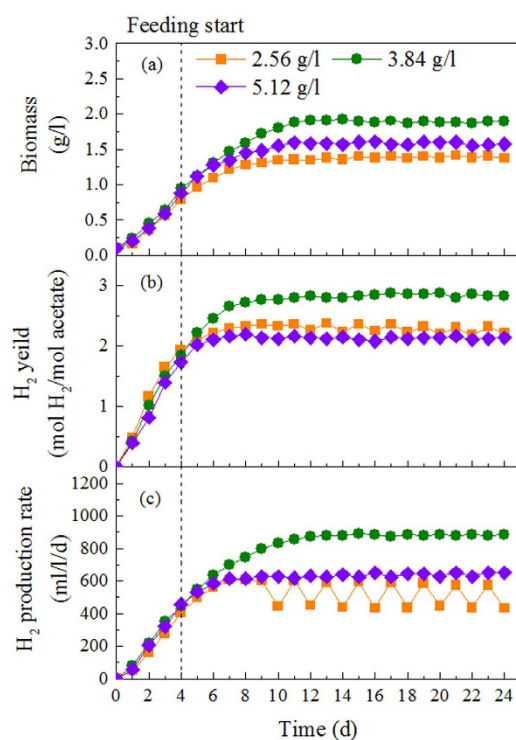 Feeding start
3.0
2.5
2.0
1.5
1.0
0.5
0.0
Biomass
(g/l)
(a)
2.56 g/l
3.84 g/l
5.12 g/l
3
2
1
0
H₂ yeild
(mol H₂/mol acetate)
(b)
1200
1000
800
600
400
200
0
H₂ production rate
(ml/l/d)
(c)
0 2 4 6 8 10 12 14 16 18 20 22 24
Time (d)